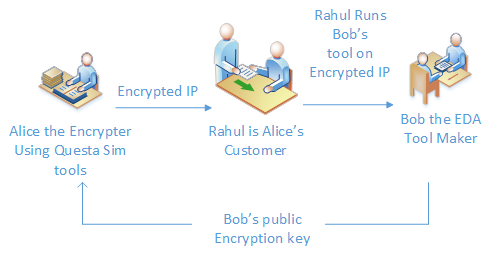 Rahul Runs
Bob's
tool on
Encrypted IP
Encrypted IP
Alice the Encrypter
Using Questa Sim
tools
Rahul is Alice's
Customer
Bob the EDA
Tool Maker
Bob's public
Encryption key